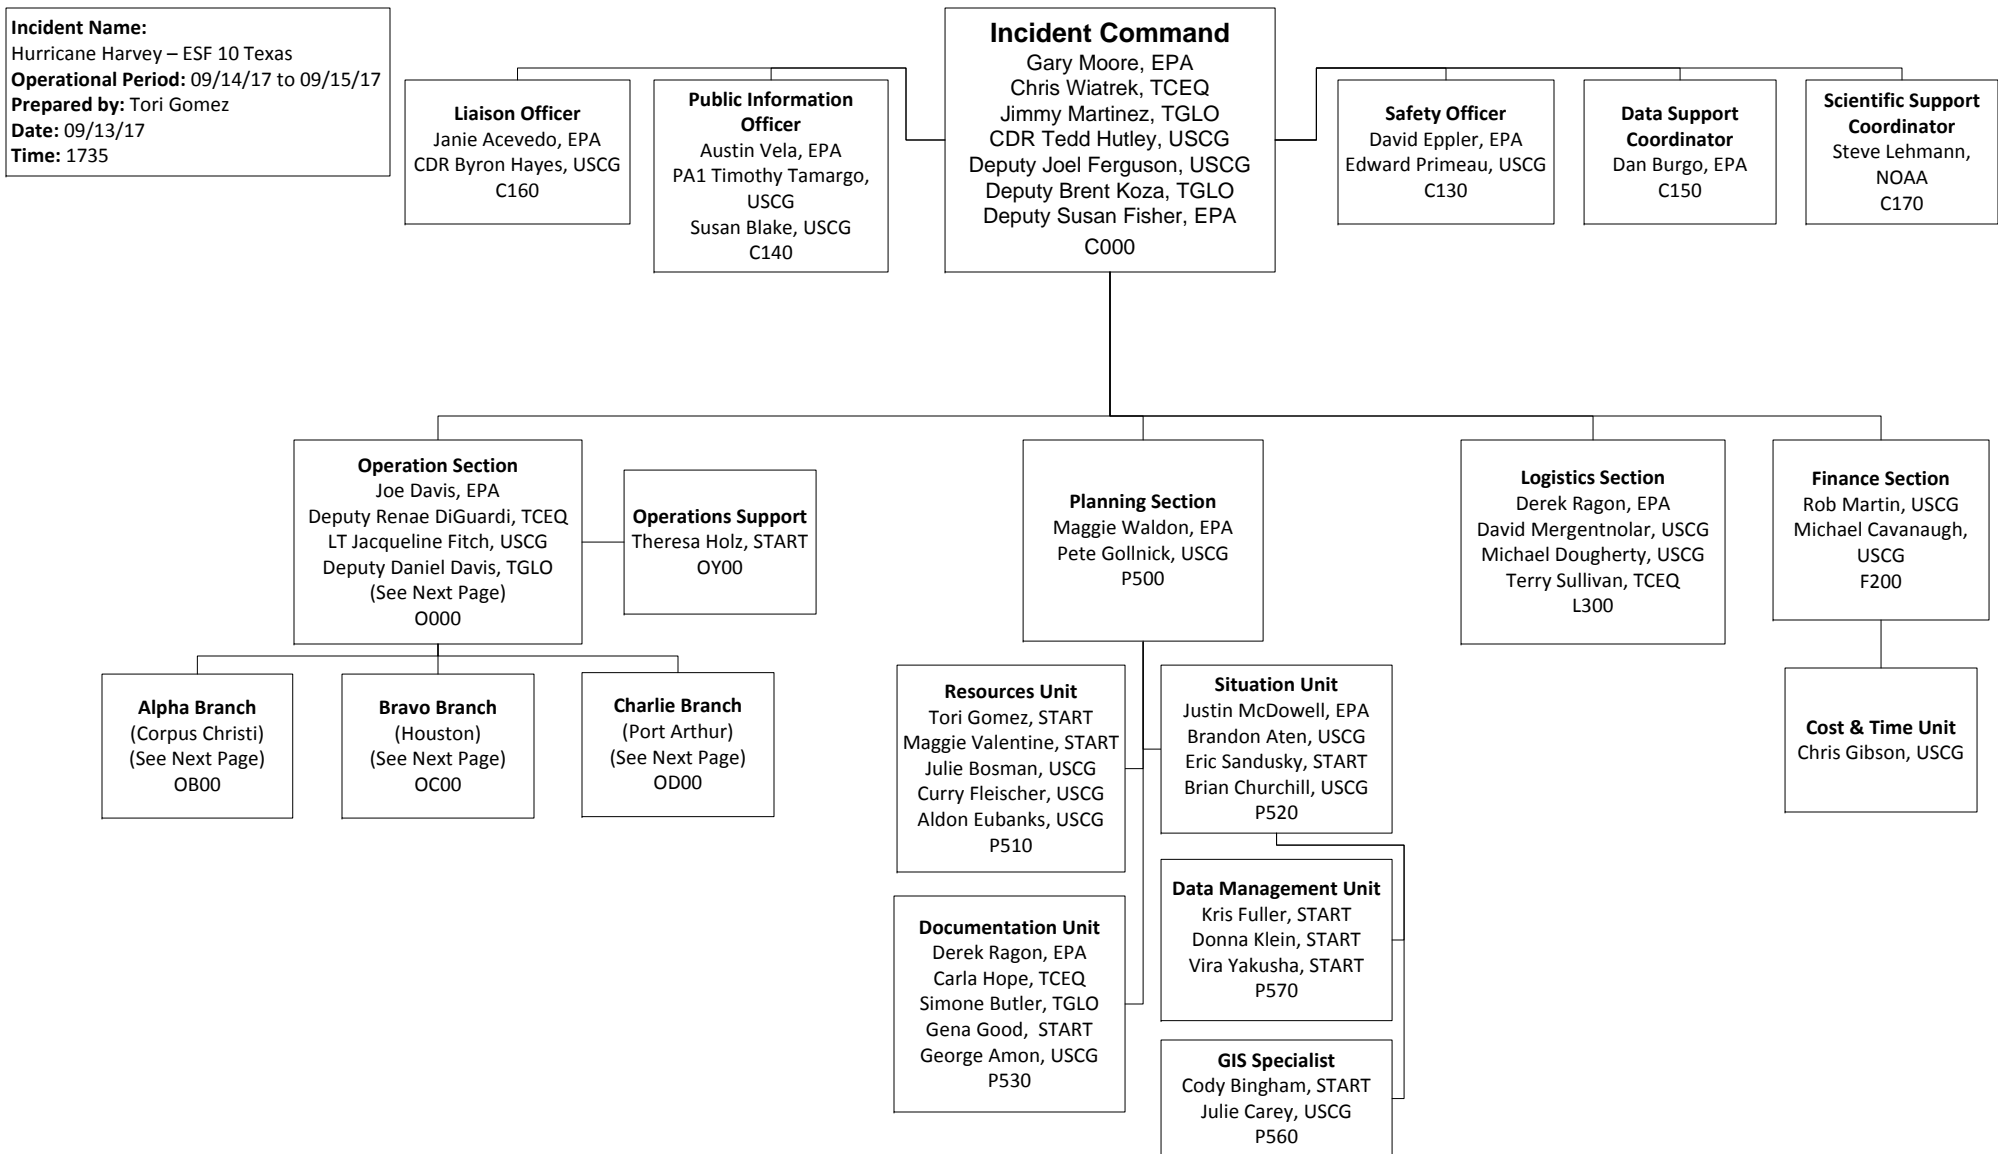 Incident Name:
Hurricane Harvey – ESF 10 Texas
Operational Period: 09/14/17 to 09/15/17
Prepared by: Tori Gomez
Date: 09/13/17
Time: 1735
Liaison Officer
Janie Acevedo, EPA
CDR Byron Hayes, USCG
C160
Public Information
Officer
Austin Vela, EPA
PA1 Timothy Tamargo,
USCG
Susan Blake, USCG
C140
Incident Command
Gary Moore, EPA
Chris Wiatrek, TCEQ
Jimmy Martinez, TGLO
CDR Tedd Hutley, USCG
Deputy Joel Ferguson, USCG
Deputy Brent Koza, TGLO
Deputy Susan Fisher, EPA
C000
Safety Officer
David Eppler, EPA
Edward Primeau, USCG
C130
Data Support
Coordinator
Dan Burgo, EPA
C150
Scientific Support
Coordinator
Steve Lehmann,
NOAA
C170
Operation Section
Joe Davis, EPA
Deputy Renae DiGuardi, TCEQ
LT Jacqueline Fitch, USCG
Deputy Daniel Davis, TGLO
(See Next Page)
O000
Operations Support
Theresa Holz, START
OY00
Planning Section
Maggie Waldon, EPA
Pete Gollnick, USCG
P500
Logistics Section
Derek Ragon, EPA
David Mergentnolar, USCG
Michael Dougherty, USCG
Terry Sullivan, TCEQ
L300
Finance Section
Rob Martin, USCG
Michael Cavanaugh,
USCG
F200
Alpha Branch
(Corpus Christi)
(See Next Page)
OB00
Bravo Branch
(Houston)
(See Next Page)
OC00
Charlie Branch
(Port Arthur)
(See Next Page)
OD00
Resources Unit
Tori Gomez, START
Maggie Valentine, START
Julie Bosman, USCG
Curry Fleischer, USCG
Aldon Eubanks, USCG
P510
Situation Unit
Justin McDowell, EPA
Brandon Aten, USCG
Eric Sandusky, START
Brian Churchill, USCG
P520
Cost & Time Unit
Chris Gibson, USCG
Documentation Unit
Derek Ragon, EPA
Carla Hope, TCEQ
Simone Butler, TGLO
Gena Good, START
George Amon, USCG
P530
Data Management Unit
Kris Fuller, START
Donna Klein, START
Vira Yakusha, START
P570
GIS Specialist
Cody Bingham, START
Julie Carey, USCG
P560